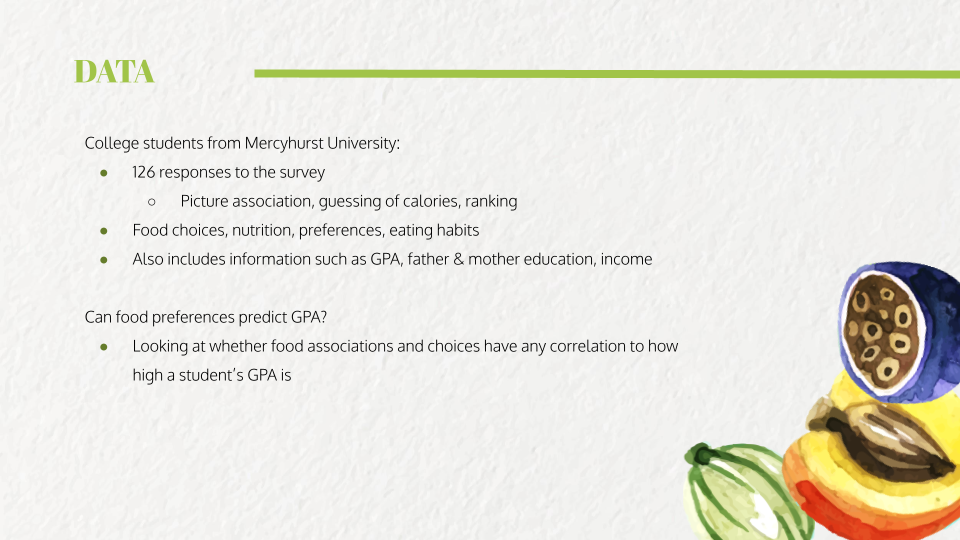 DATA
College students from Mercyhurst University:
● 126 responses to the survey
○ Picture association, guessing of calories, ranking
● Food choices, nutrition, preferences, eating habits
● Also includes information such as GPA, father & mother education, income
Can food preferences predict GPA?
● Looking at whether food associations and choices have any correlation to how
high a student's GPA is